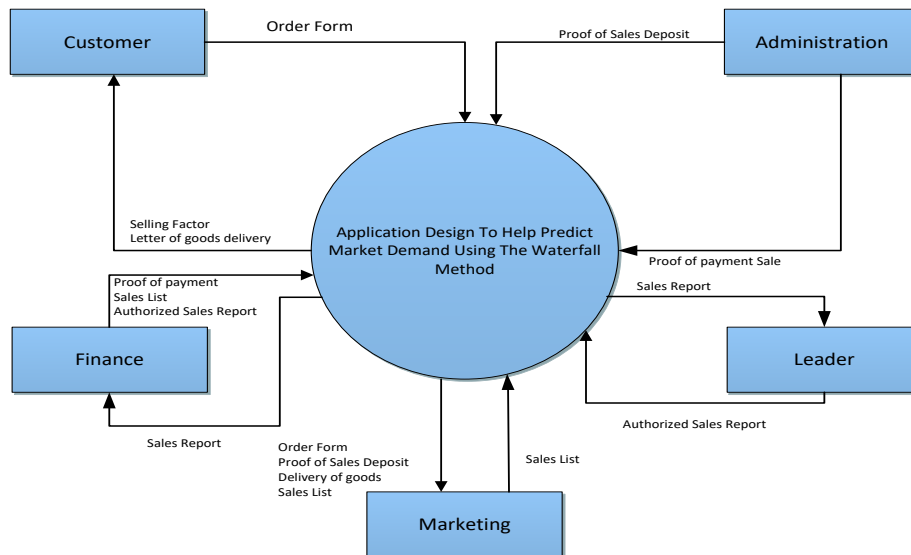 Customer
Order Form
Proof of Sales Deposit
Administration
Selling Factor
Letter of goods delivery
Application Design To Help Predict
Market Demand Using The Waterfall
Method
Proof of payment Sale
Proof of payment
Sales List
Authorized Sales Report
Sales Report
Finance
Leader
Sales Report
Authorized Sales Report
Order Form
Proof of Sales Deposit
Delivery of goods
Sales List
Sales List
Marketing